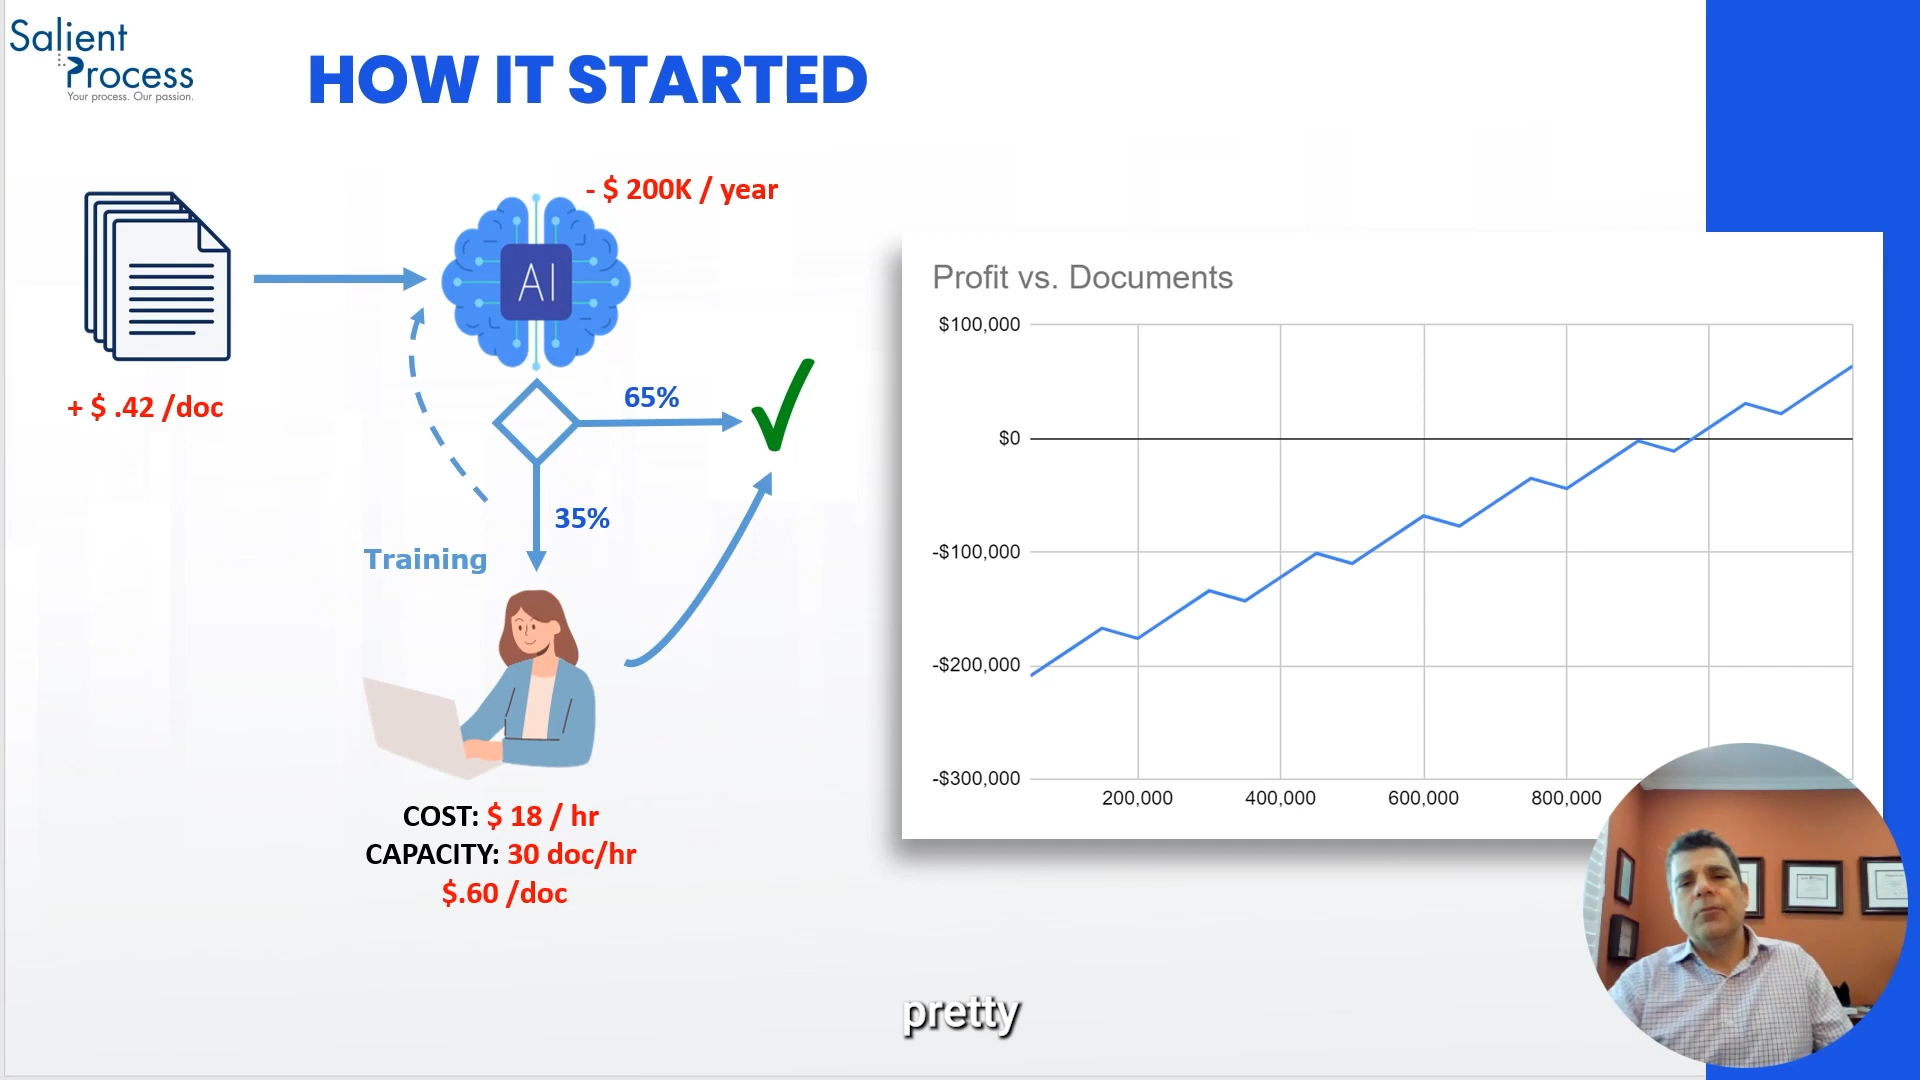 Salient
Process
Your process. Our passion.
HOW IT STARTED
- $ 200K / year
AI
+ $ .42 /doc
65%
35%
Training
COST: $ 18 / hr
CAPACITY: 30 doc/hr
$.60 /doc
Profit vs. Documents
$100,000
$0
-$100,000
-$200,000
-$300,000
200,000 400,000 600,000 800,000
pretty